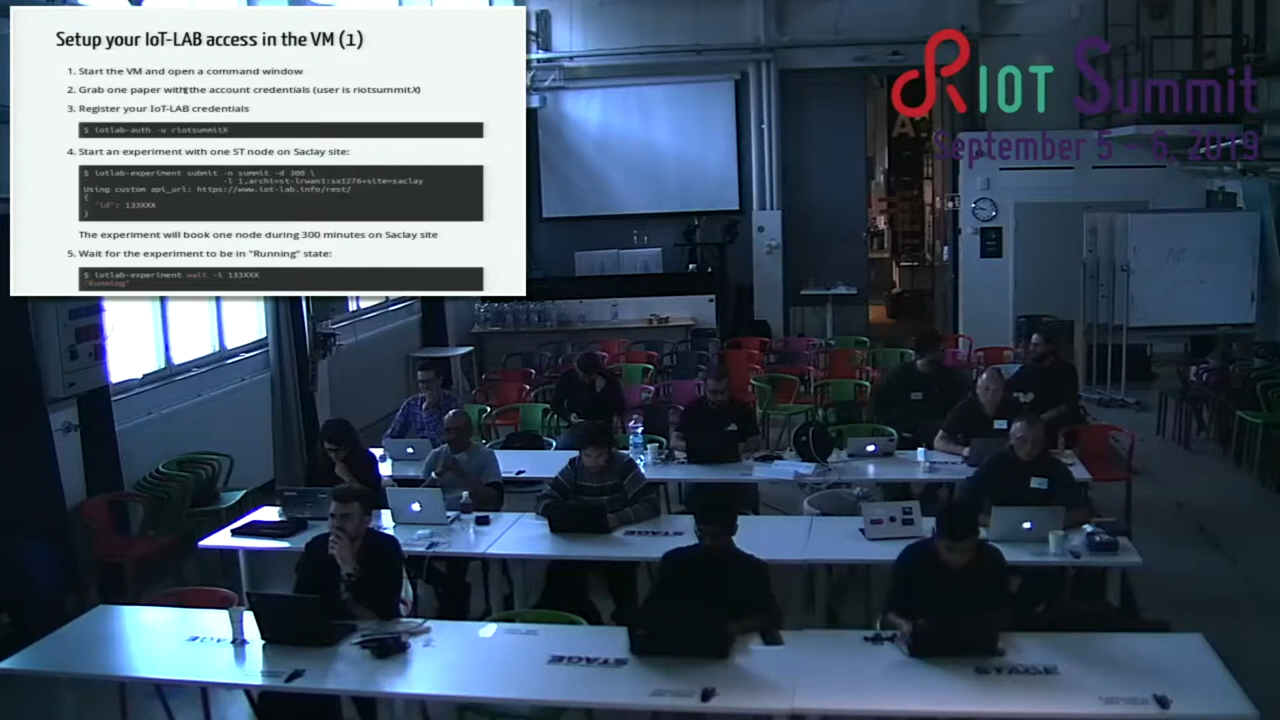 Setup your IoT-LAB access in the VM (1)
1. Start the VM and open a command window
2. Grab one paper with the account credentials (user is riotsummitX)
3. Register your IoT-LAB credentials
$ iotlab-auth -u riotsummitX
4. Start an experiment with one ST node on Saclay site:
$ iotlab-experiment submit -n summit -d 300 \
-l 1,archi=st-lrwan1:sx1276+site=saclay
Using custom api_url: https://www.iot-lab.info/rest/
{
"id": 133XXX
}
The experiment will book one node during 300 minutes on Saclay site
5. Wait for the experiment to be in "Running" state:
$ iotlab-experiment wait -i 133XXX
"Running"
RIOT Summit
September 5 – 6, 2019
STAGE
STAGE
STAGE
STAGE